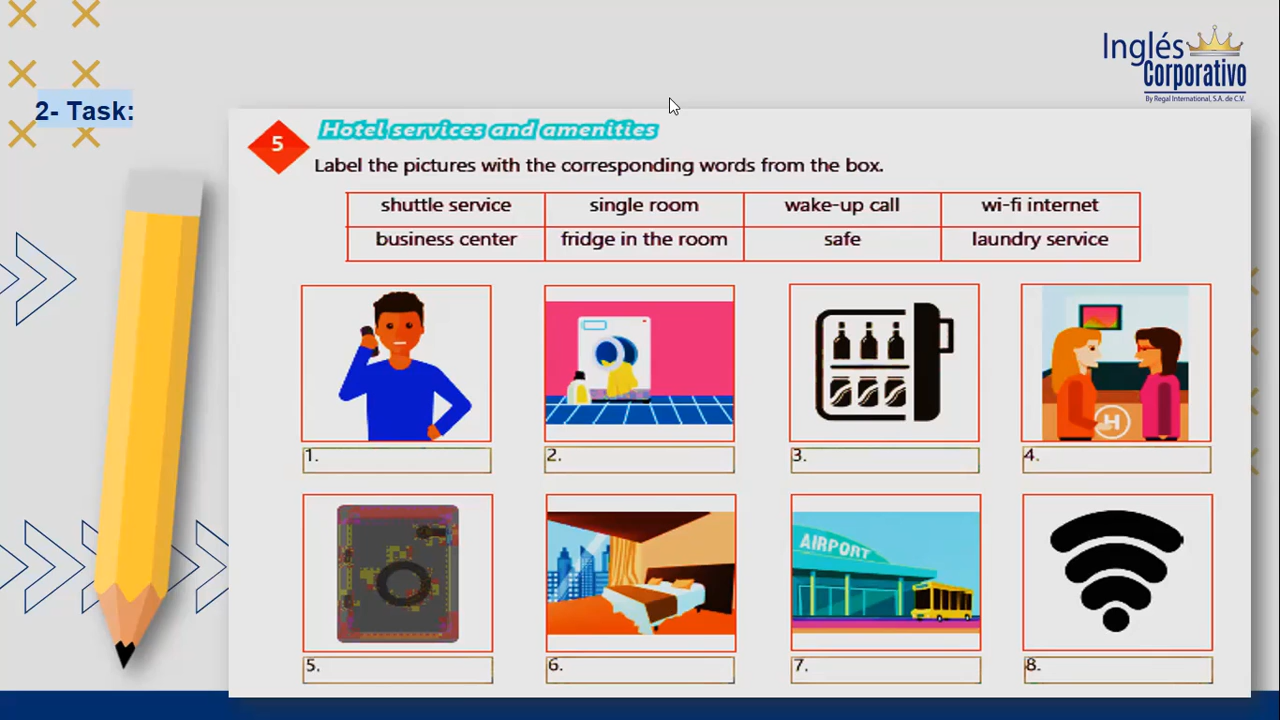 Inglés
Corporativo
By Regal International, S.A. de C.V.
2- Task:
5
Hotel services and amenities
Label the pictures with the corresponding words from the box.
shuttle service single room wake-up call wi-fi internet
business center fridge in the room safe laundry service
H
1. 2. 3. 4.
AIRPORT
5. 6. 7. 8.